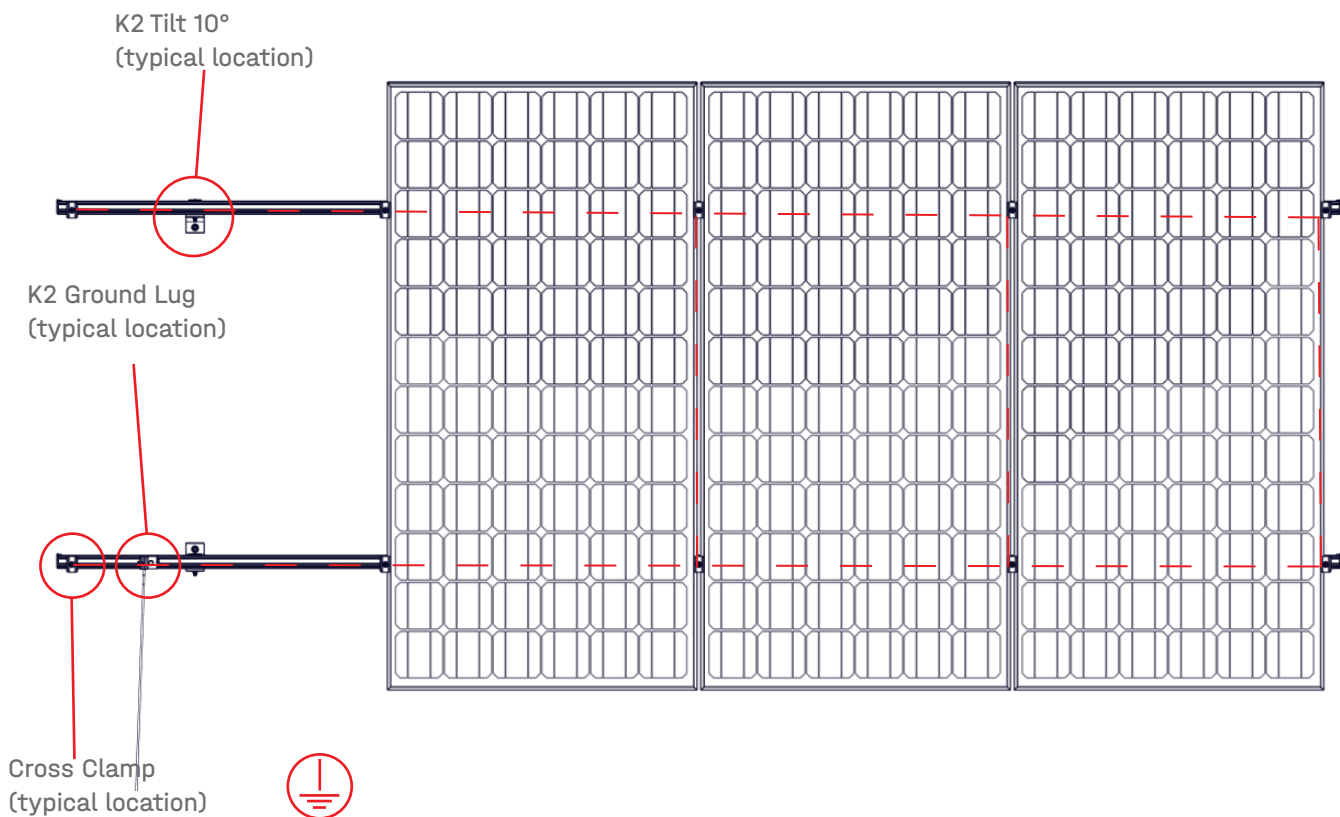 K2 Tilt 10°
(typical location)
K2 Ground Lug
(typical location)
Cross Clamp
(typical location)